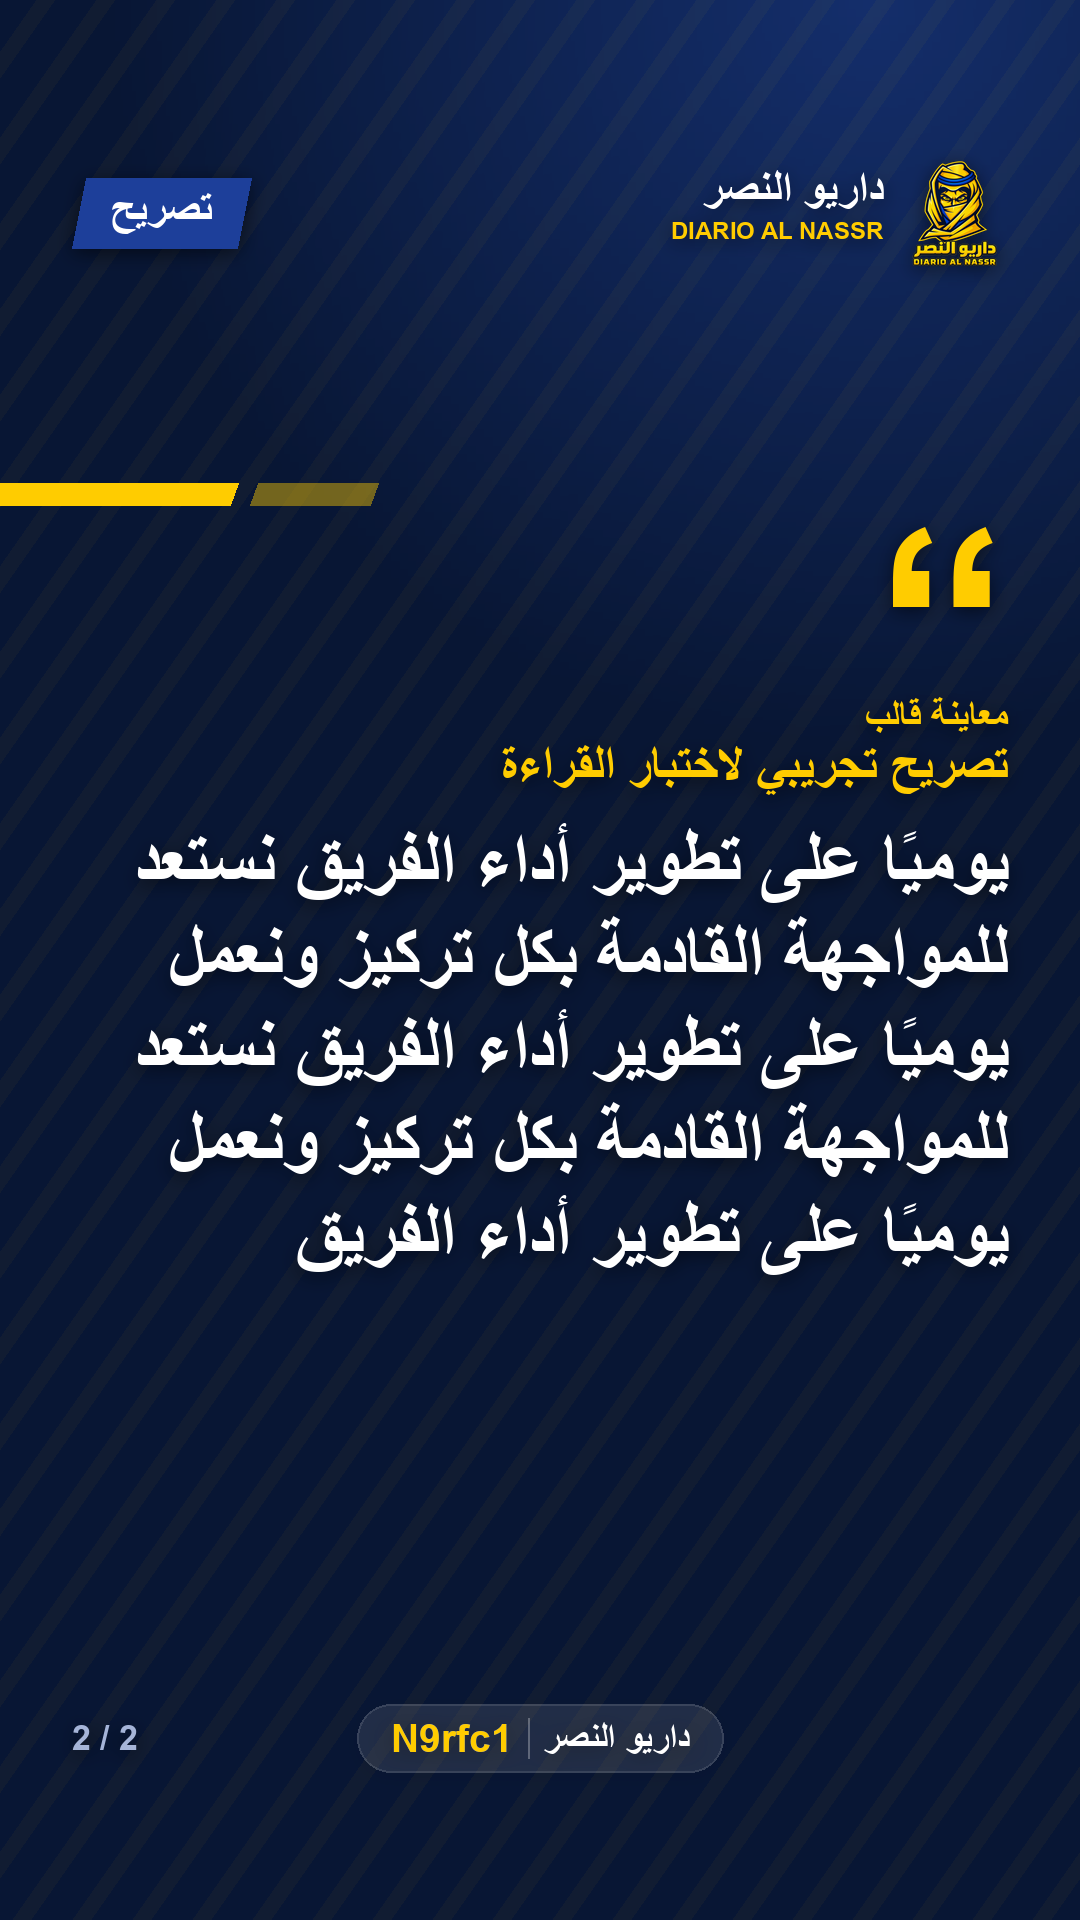 داريو النصر
DIARIO AL NASSR
داريو النصر
DIARIO AL NASSR
تصريح
معاينة قالب
تصريح تجريبي لاختبار القراءة
يوميًا على تطوير أداء الفريق نستعد
للمواجهة القادمة بكل تركيز ونعمل
يوميًا على تطوير أداء الفريق نستعد
للمواجهة القادمة بكل تركيز ونعمل
يوميًا على تطوير أداء الفريق
داريو النصر | N9rfc1
2 / 2